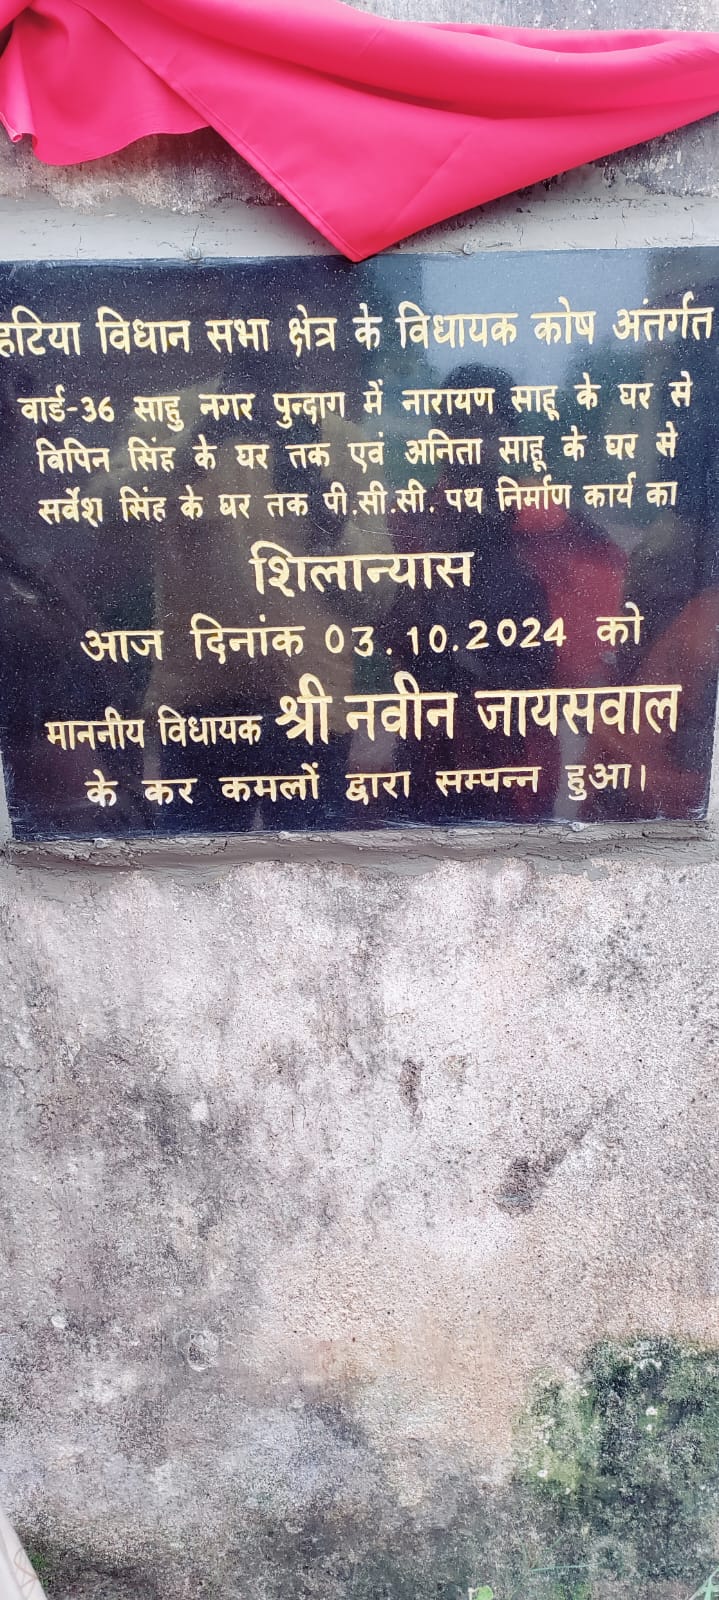 हटिया विधान सभा क्षेत्र के विधायक कोष अंतर्गत
वार्ड-36 साहु नगर पुन्दाग में नारायण साहू के घर से
विपिन सिंह के घर तक एवं अनिता साहू के घर से
सर्वेश सिंह के घर तक पी.सी.सी. पथ निर्माण कार्य का
शिलान्यास
आज दिनांक 03.10.2024 को
माननीय विधायक श्री नवीन जायसवाल
के कर कमलों द्वारा सम्पन्न हुआ।